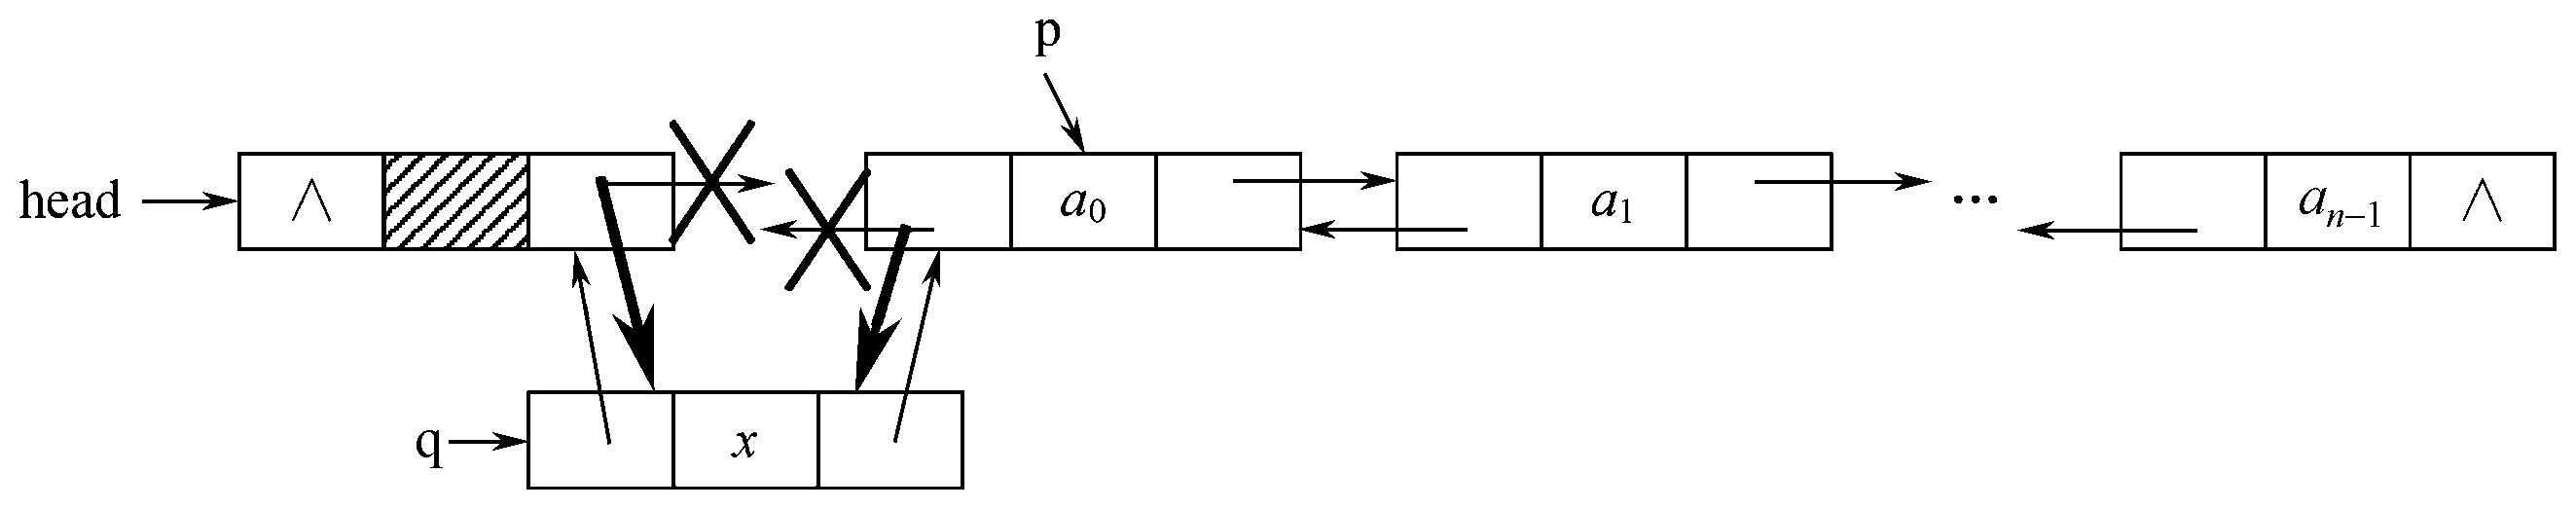 p
head ∧ a₀ a₁ ... aₙ₋₁ ∧
q x